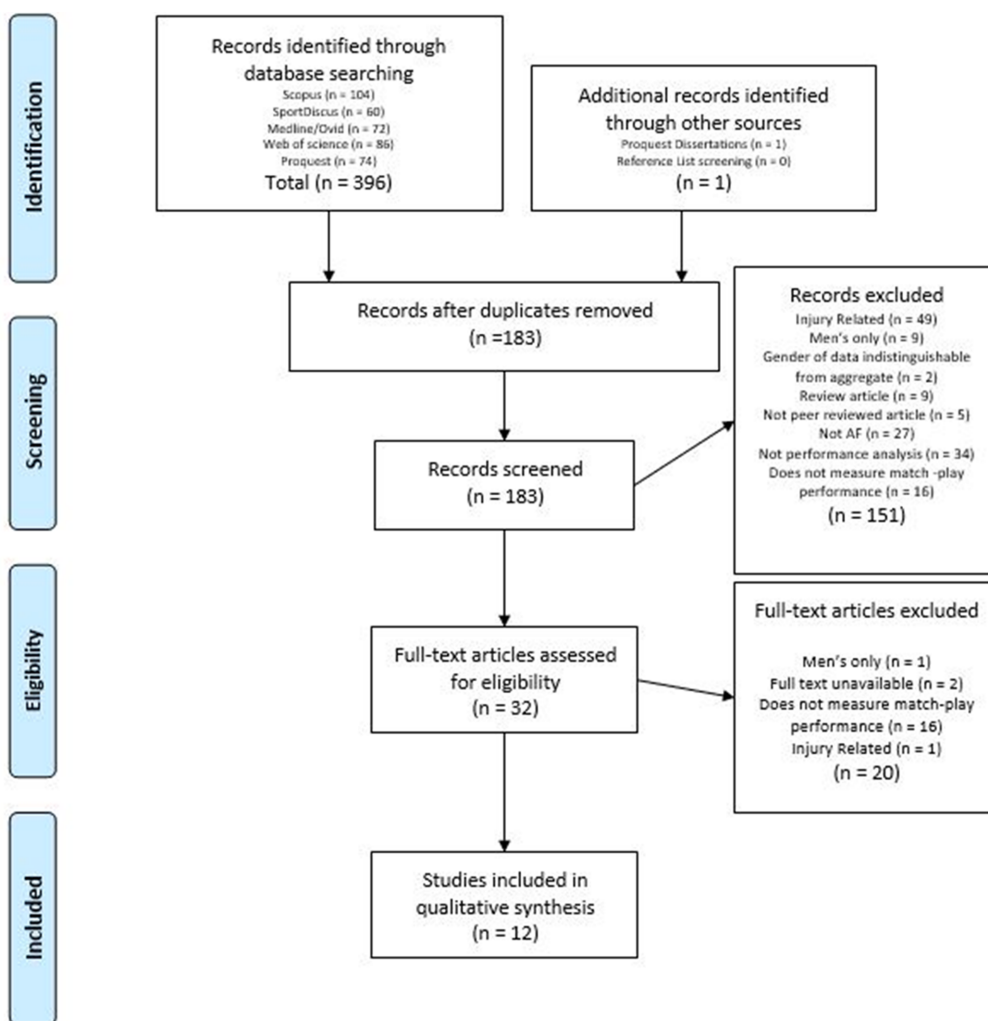 Identification
Records identified through
database searching
Scopus (n = 104)
SportDiscus (n = 60)
Medline/Ovid (n = 72)
Web of science (n = 86)
Proquest (n = 74)
Total (n = 396)
Additional records identified
through other sources
Proquest Dissertations (n = 1)
Reference List screening (n = 0)
(n = 1)
Records after duplicates removed
(n =183)
Screening
Records screened
(n = 183)
Records excluded
Injury Related (n = 49)
Men's only (n = 9)
Gender of data indistinguishable
from aggregate (n = 2)
Review article (n = 9)
Not peer reviewed article (n = 5)
Not AF (n = 27)
Not performance analysis (n = 34)
Does not measure match -play
performance (n = 16)
(n = 151)
Eligibility
Full-text articles assessed
for eligibility
(n = 32)
Full-text articles excluded
Men's only (n = 1)
Full text unavailable (n = 2)
Does not measure match-play
performance (n = 16)
Injury Related (n = 1)
(n = 20)
Included
Studies included in
qualitative synthesis
(n = 12)